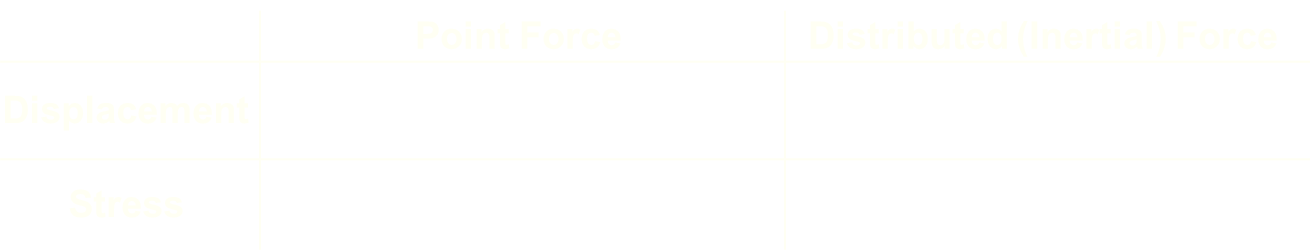 Point Force Distributed (Inertial) Force
Displacement
Stress